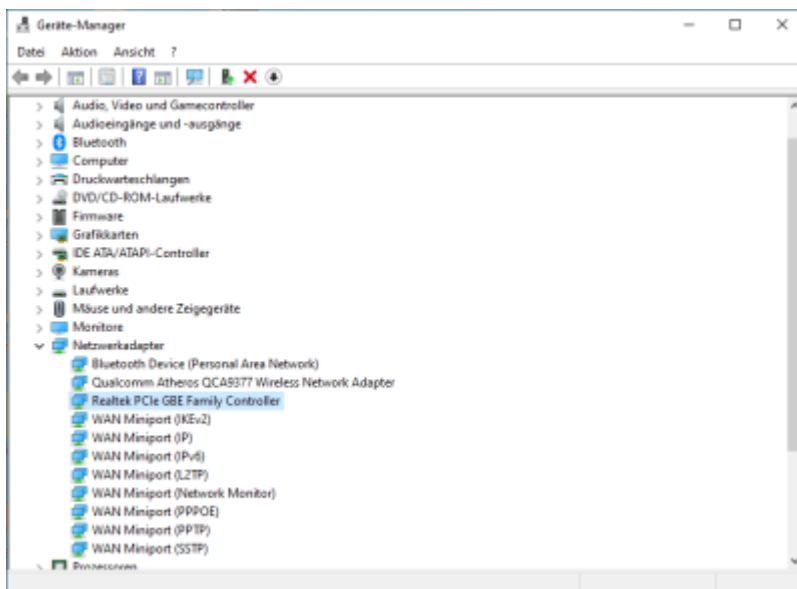 Geräte-Manager
Datei Aktion Ansicht ?
Audio, Video und Gamecontroller
Audioeingänge und -ausgänge
Bluetooth
Computer
Druckwarteschlangen
DVD/CD-ROM-Laufwerke
Firmware
Grafikkarten
IDE ATA/ATAPI-Controller
Kameras
Laufwerke
Mäuse und andere Zeigegeräte
Monitore
Netzwerkadapter
Bluetooth Device (Personal Area Network)
Qualcomm Atheros QCA9377 Wireless Network Adapter
Realtek PCIe GBE Family Controller
WAN Miniport (IKEv2)
WAN Miniport (IP)
WAN Miniport (IPv6)
WAN Miniport (L2TP)
WAN Miniport (Network Monitor)
WAN Miniport (PPPOE)
WAN Miniport (PPTP)
WAN Miniport (SSTP)
Prozessoren